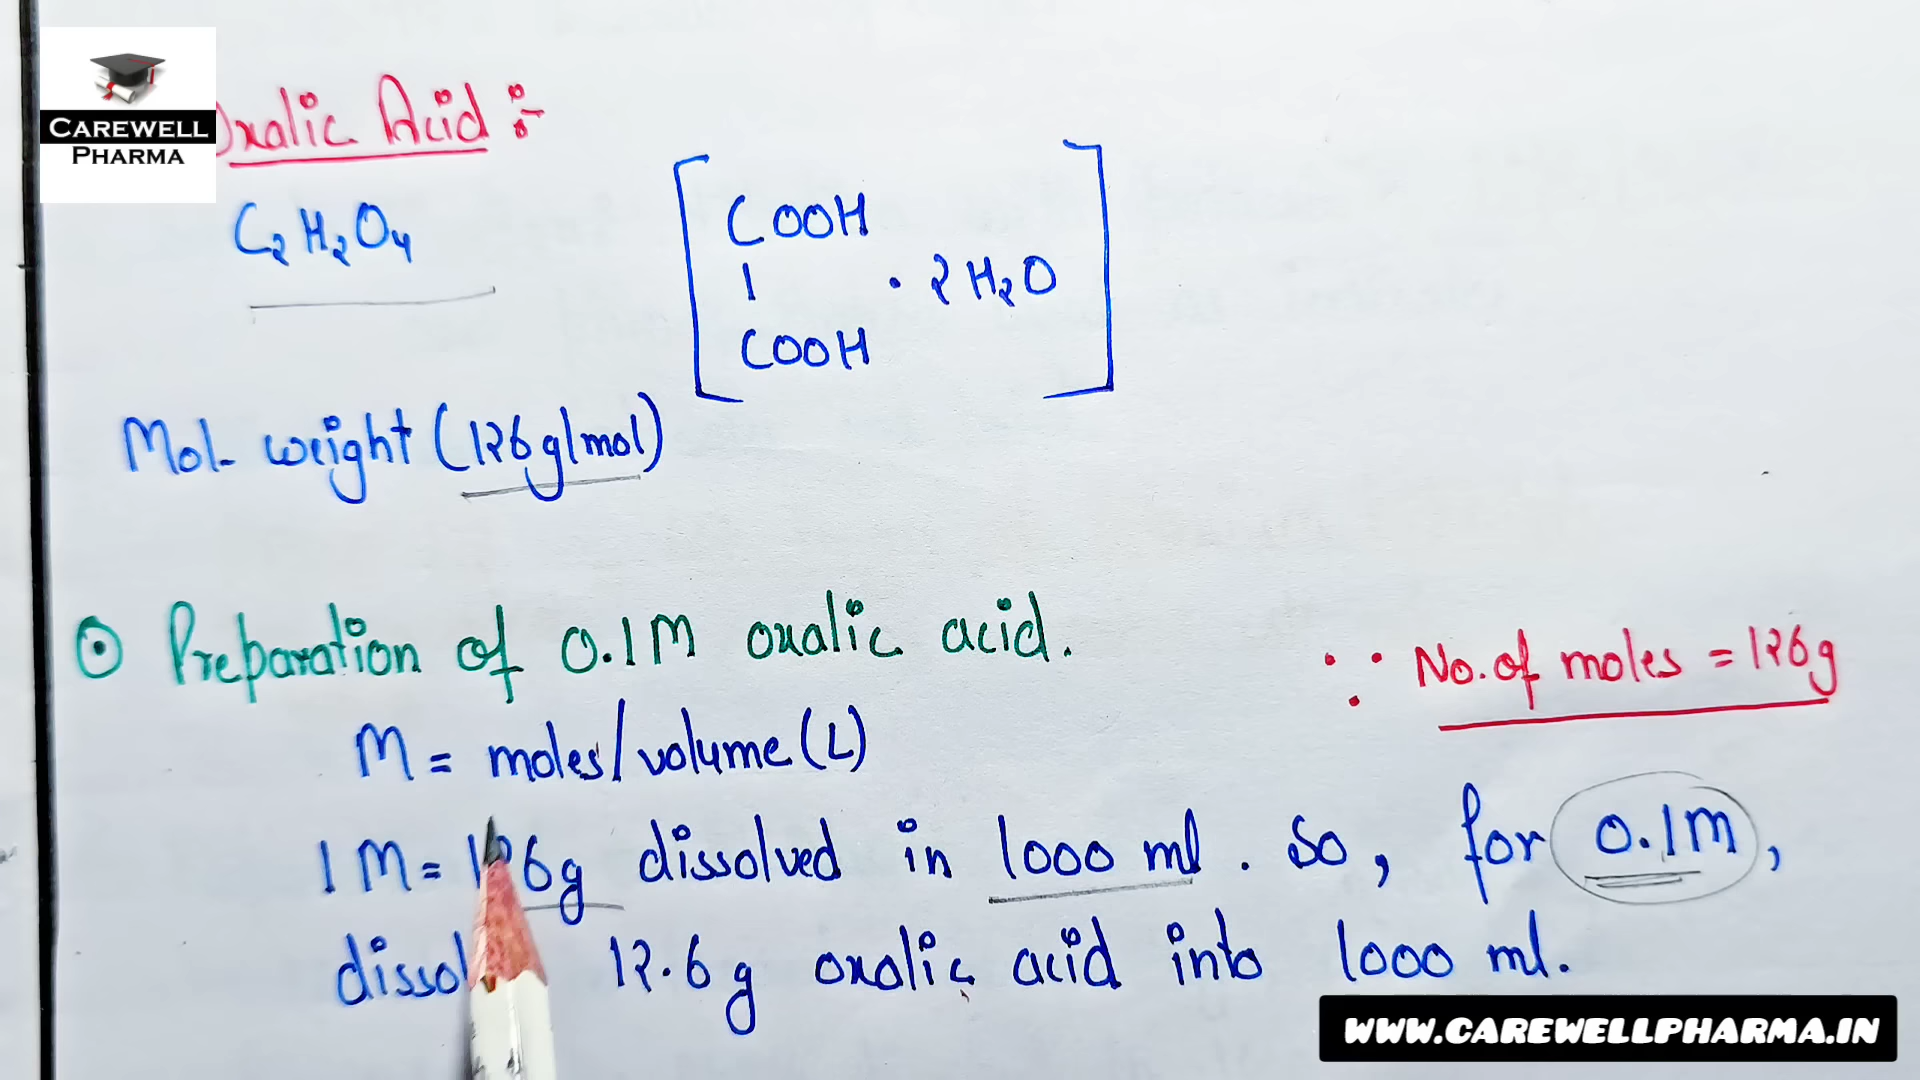 CAREWELL
PHARMA
Oxalic Acid :-
C₂H₂O₄
COOH
|
· 2H₂O
COOH
Mol. weight (126g/mol)
⊙ Preparation of 0.1M oxalic acid.
∵ No. of moles = 126g
M = moles/volume (L)
1M = 126g dissolved in 1000 ml. So, for 0.1M,
12.6 g oxalic acid into 1000 ml.
WWW.CAREWELLPHARMA.IN